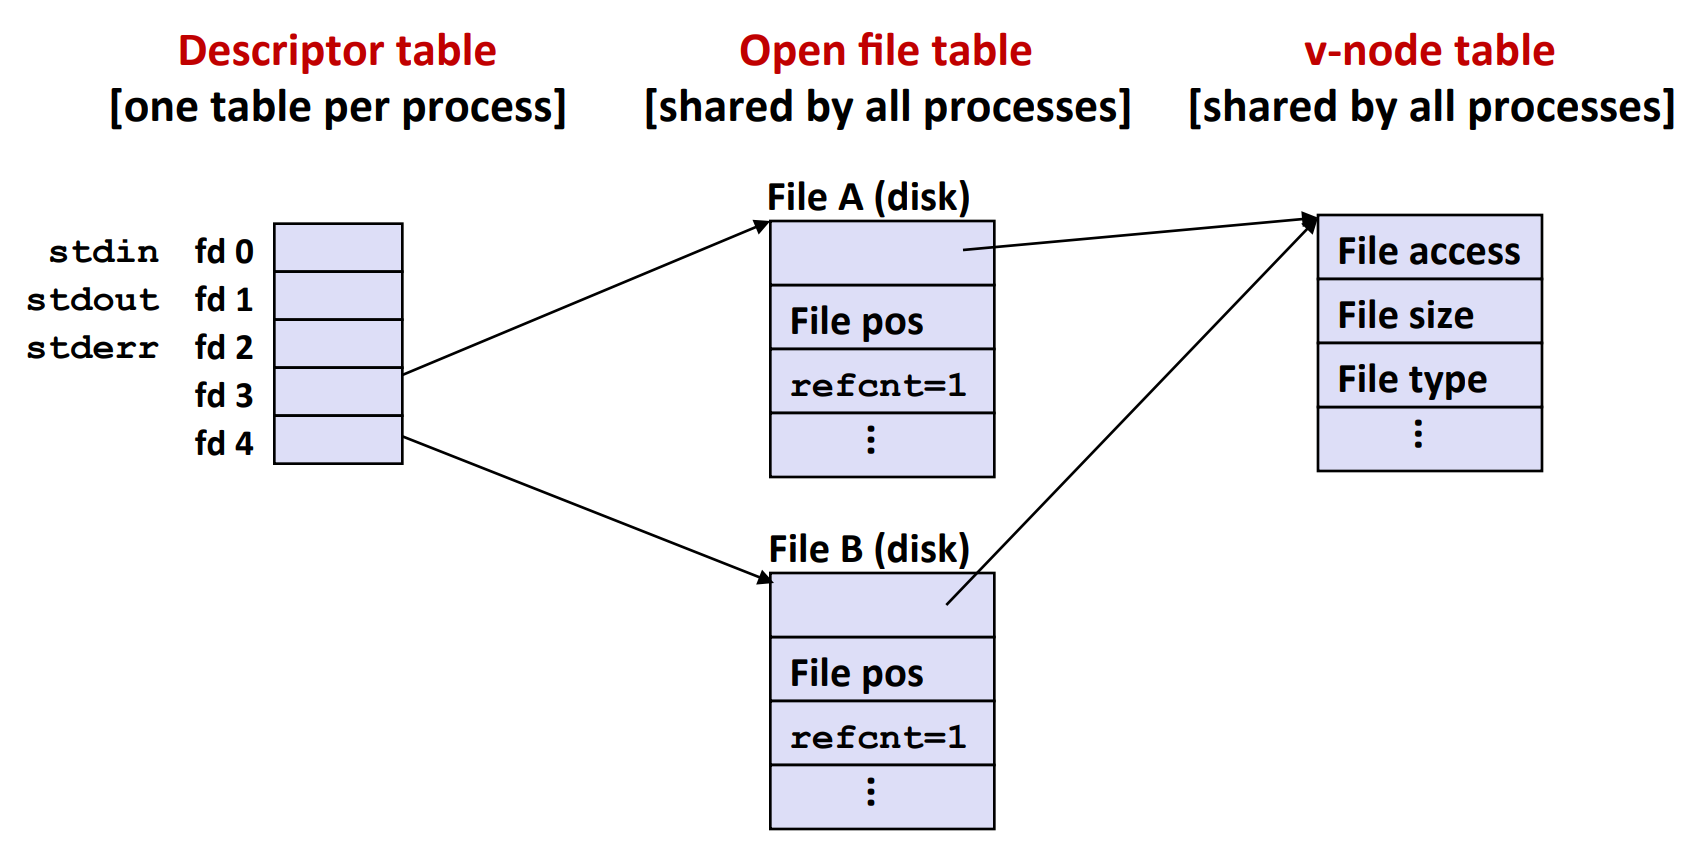 Descriptor table
[one table per process]
Open file table
[shared by all processes]
v-node table
[shared by all processes]
stdin fd 0
stdout fd 1
stderr fd 2
fd 3
fd 4
File A (disk)
File pos
refcnt=1
⋮
File B (disk)
File pos
refcnt=1
⋮
File access
File size
File type
⋮